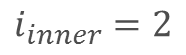 i_inner = 2